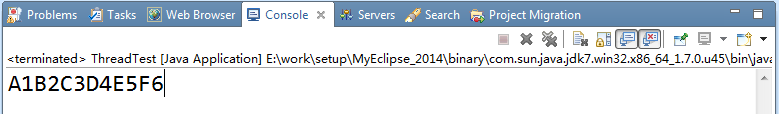 Problems Tasks Web Browser Console Servers Search Project Migration
<terminated> ThreadTest [Java Application] E:\work\setup\MyEclipse_2014\binary\com.sun.java.jdk7.win32.x86_64_1.7.0.u45\bin\java
A1B2C3D4E5F6